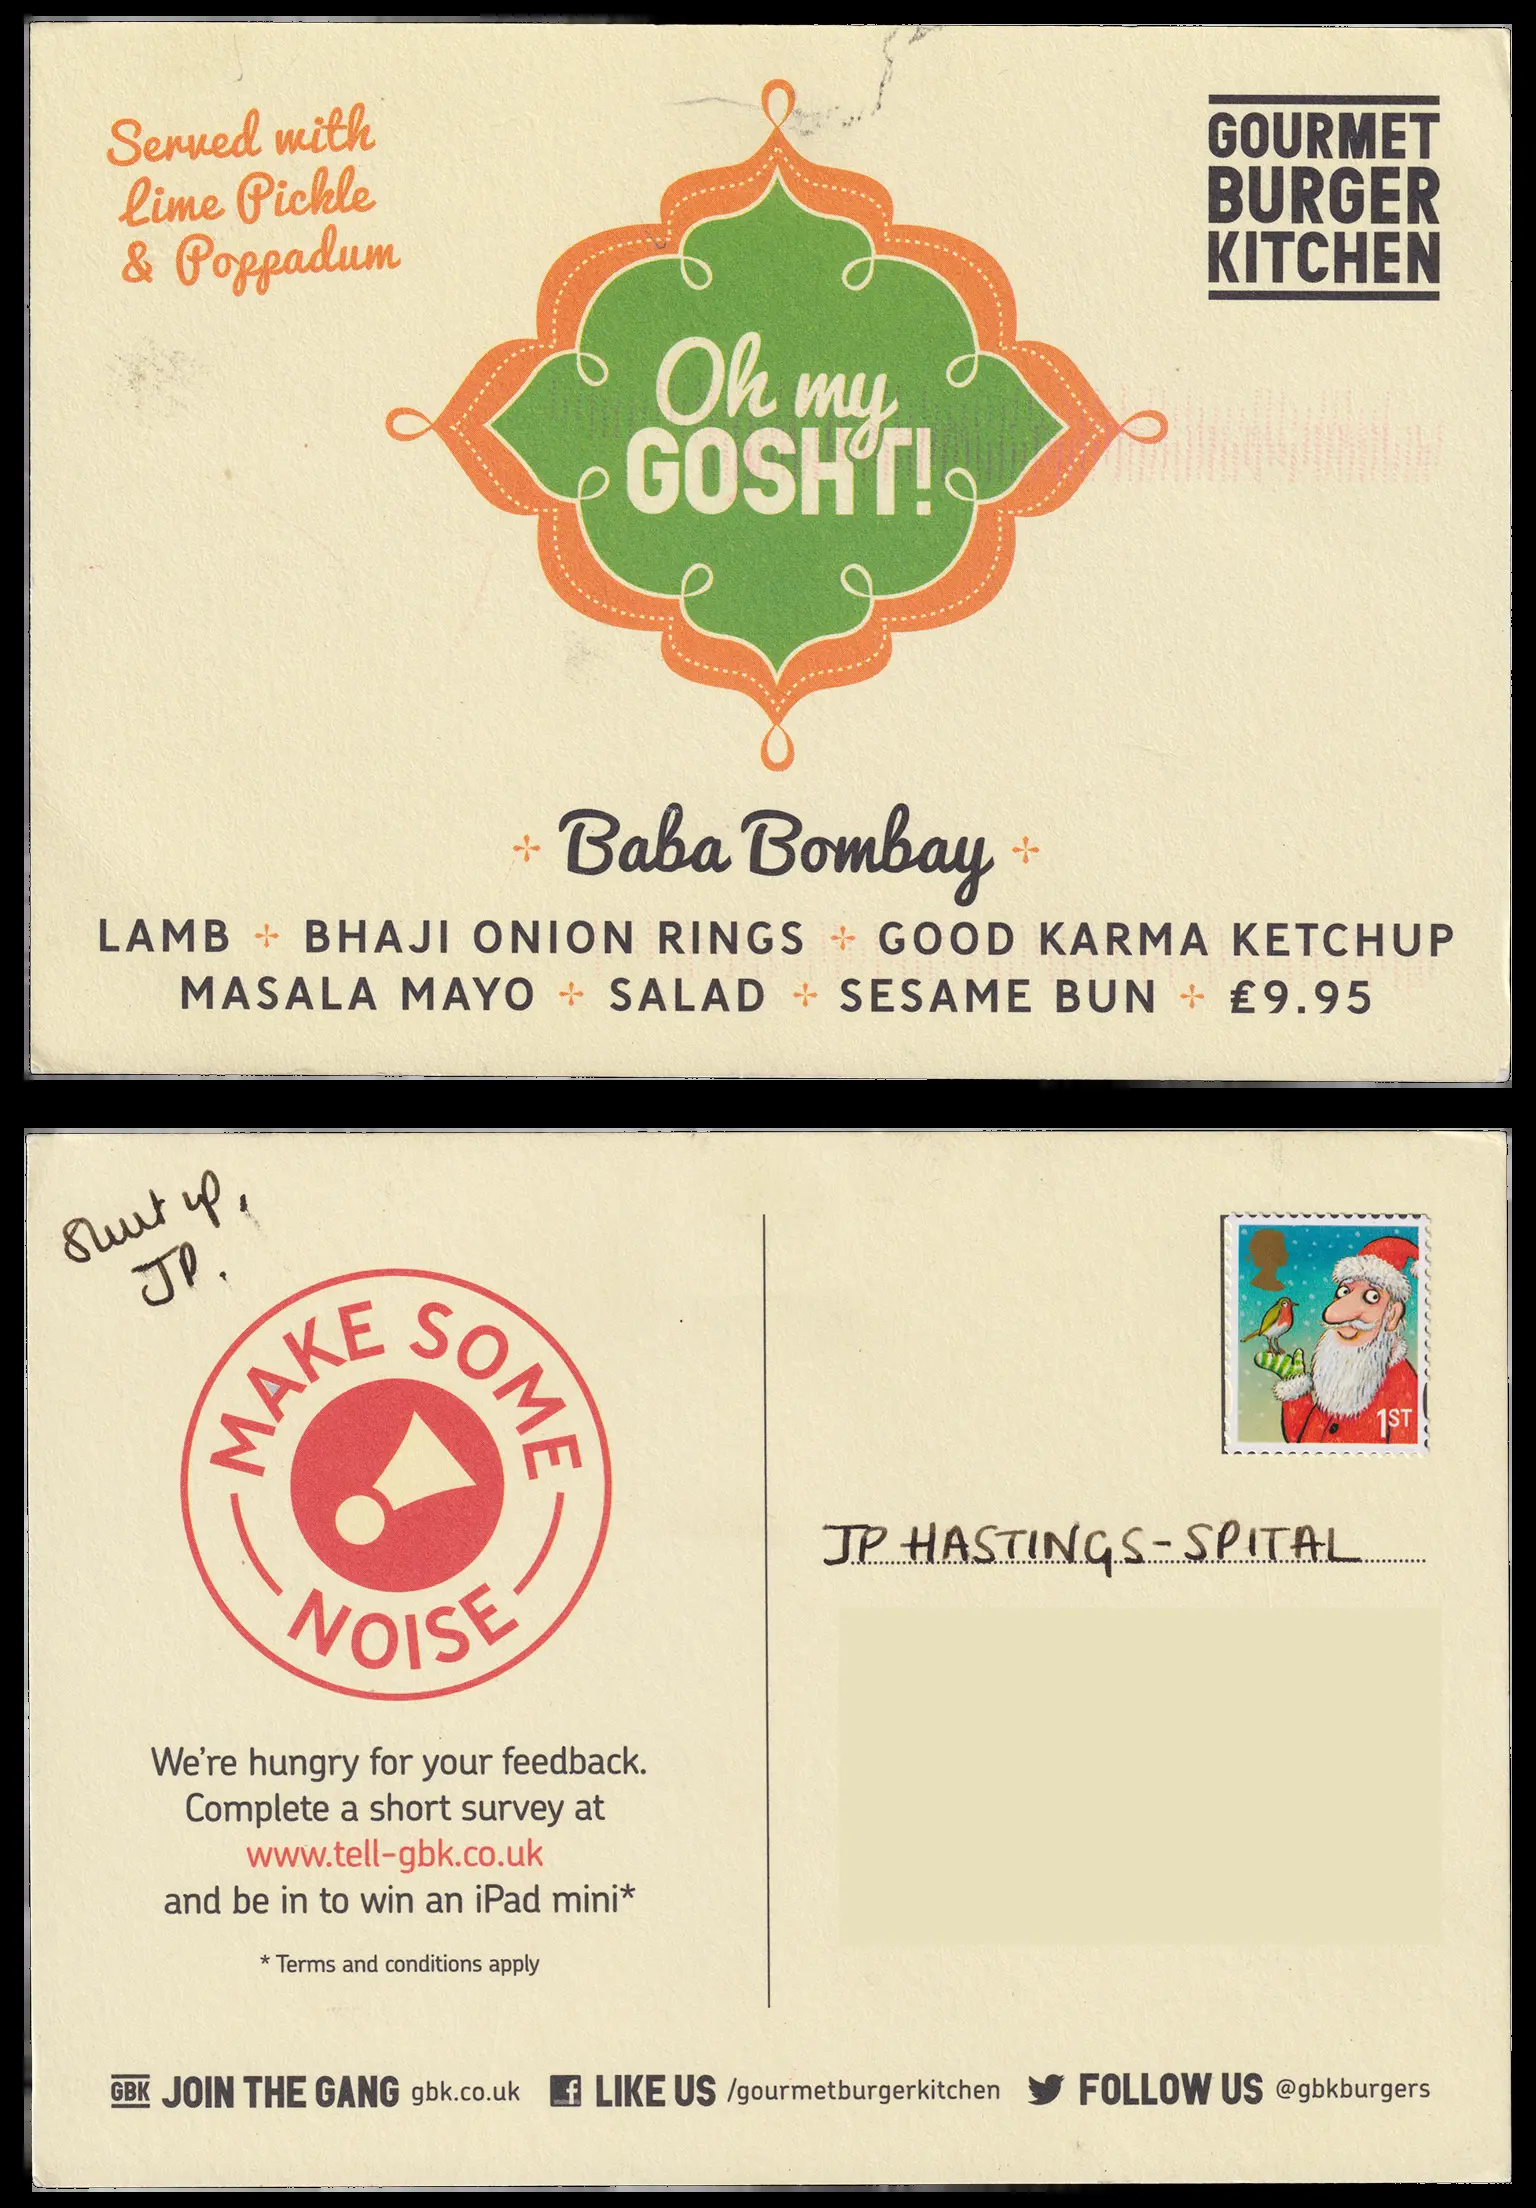 Served with
Lime Pickle
& Poppadum
GOURMET
BURGER
KITCHEN
Oh my
GOSHT!
Baba Bombay
LAMB ✢ BHAJI ONION RINGS ✢ GOOD KARMA KETCHUP
MASALA MAYO ✢ SALAD ✢ SESAME BUN ✢ £9.95
Shut up,
JP.
MAKE SOME
NOISE
We're hungry for your feedback.
Complete a short survey at
www.tell-gbk.co.uk
and be in to win an iPad mini*
* Terms and conditions apply
1ST
JP HASTINGS-SPITAL
GBK JOIN THE GANG gbk.co.uk f LIKE US /gourmetburgerkitchen FOLLOW US @gbkburgers